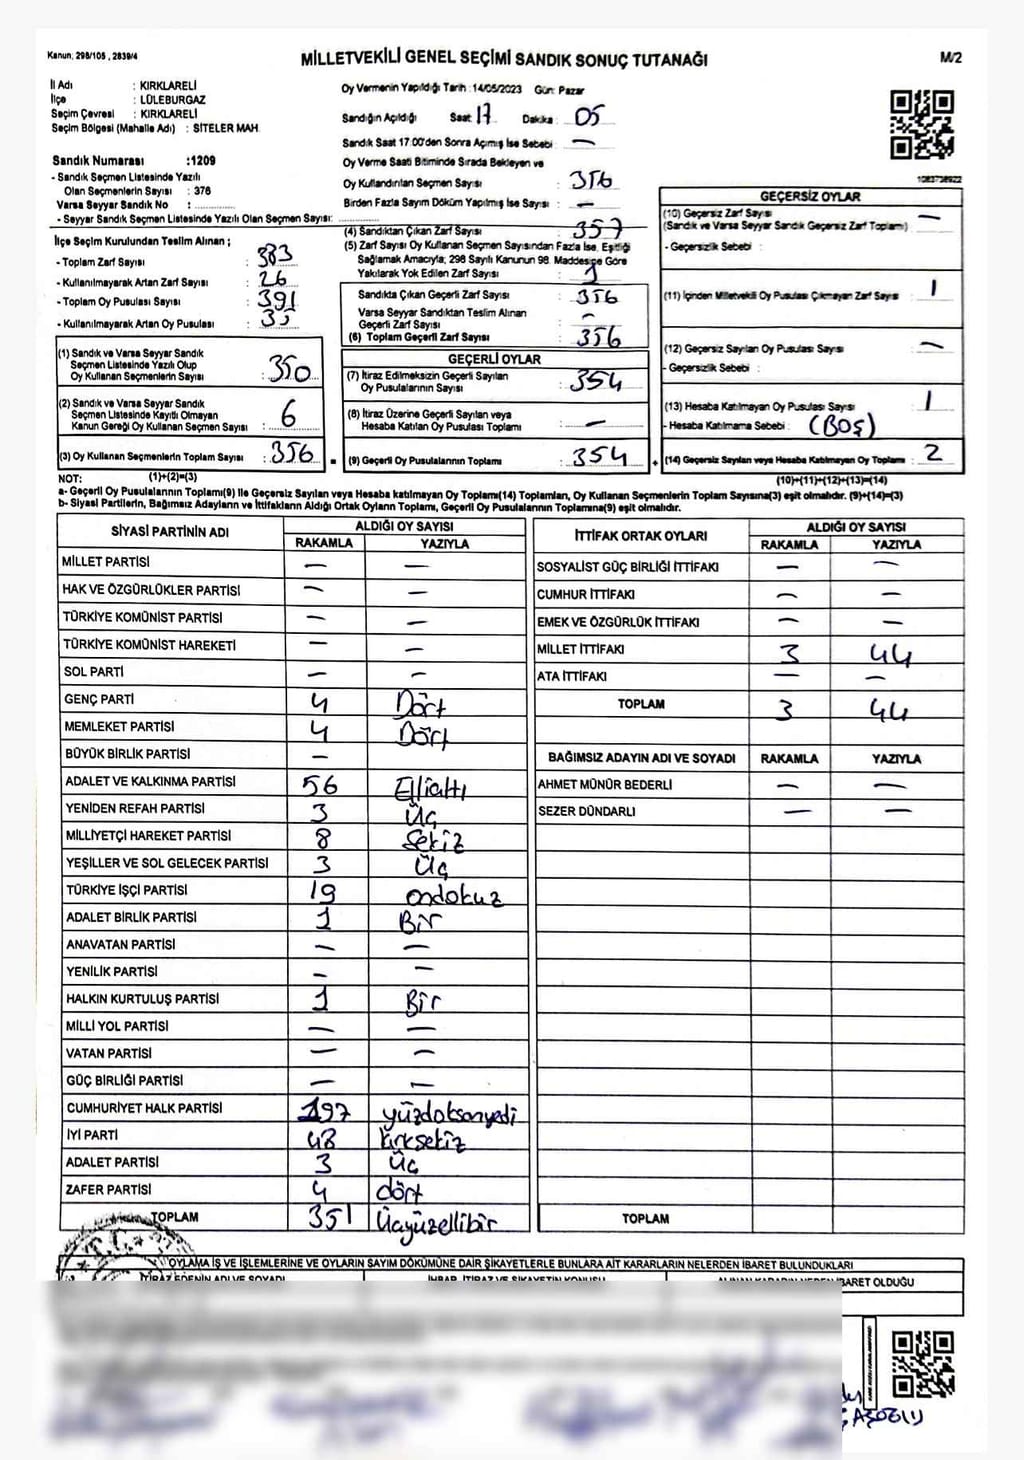 Kanun; 298/105 , 2839/4
MİLLETVEKİLİ GENEL SEÇİMİ SANDIK SONUÇ TUTANAĞI
M/2
İl Adı : KIRKLARELİ
İlçe : LÜLEBURGAZ
Seçim Çevresi : KIRKLARELİ
Seçim Bölgesi (Mahalle Adı) : SİTELER MAH.
Sandık Numarası :1209
- Sandık Seçmen Listesinde Yazılı
Olan Seçmenlerin Sayısı : 376
Varsa Seyyar Sandık No :
- Seyyar Sandık Seçmen Listesinde Yazılı Olan Seçmen Sayısı:
Oy Vermenin Yapıldığı Tarih :14/05/2023 Gün: Pazar
Sandığın Açıldığı Saat: 17 Dakika: 05
Sandık Saat 17.00'den Sonra Açılmış İse Sebebi : —
Oy Verme Saati Bitiminde Sırada Bekleyen ve
Oy Kullandırılan Seçmen Sayısı : 356
Birden Fazla Sayım Döküm Yapılmış İse Sayısı : —
1083738922
İlçe Seçim Kurulundan Teslim Alınan ;
- Toplam Zarf Sayısı : 383
- Kullanılmayarak Artan Zarf Sayısı : 26
- Toplam Oy Pusulası Sayısı : 391
- Kullanılmayarak Artan Oy Pusulası :
(1) Sandık ve Varsa Seyyar Sandık
Seçmen Listesinde Yazılı Olup
Oy Kullanan Seçmenlerin Sayısı : 350
(2) Sandık ve Varsa Seyyar Sandık
Seçmen Listesinde Kayıtlı Olmayan
Kanun Gereği Oy Kullanan Seçmen Sayısı : 6
(3) Oy Kullanan Seçmenlerin Toplam Sayısı : 356
(4) Sandıktan Çıkan Zarf Sayısı : 357
(5) Zarf Sayısı Oy Kullanan Seçmen Sayısından Fazla İse, Eşitliği
Sağlamak Amacıyla; 298 Sayılı Kanunun 98. Maddesine Göre
Yakılarak Yok Edilen Zarf Sayısı : 1
Sandıkta Çıkan Geçerli Zarf Sayısı : 356
Varsa Seyyar Sandıktan Teslim Alınan
Geçerli Zarf Sayısı : —
(6) Toplam Geçerli Zarf Sayısı : 356
GEÇERLİ OYLAR
(7) İtiraz Edilmeksizin Geçerli Sayılan
Oy Pusulalarının Sayısı : 354
(8) İtiraz Üzerine Geçerli Sayılan veya
Hesaba Katılan Oy Pusulası Toplamı : —
(9) Geçerli Oy Pusulalarının Toplamı : 354
GEÇERSİZ OYLAR
(10) Geçersiz Zarf Sayısı : —
(Sandık ve Varsa Seyyar Sandık Geçersiz Zarf Toplamı)
- Geçersizlik Sebebi :
(11) İçinden Milletvekili Oy Pusulası Çıkmayan Zarf Sayısı : 1
(12) Geçersiz Sayılan Oy Pusulası Sayısı : —
- Geçersizlik Sebebi :
(13) Hesaba Katılmayan Oy Pusulası Sayısı : 1
- Hesaba Katılmama Sebebi : (BOŞ)
(14) Geçersiz Sayılan veya Hesaba Katılmayan Oy Toplamı : 2
NOT: (1)+(2)=(3) (10)+(11)+(12)+(13)=(14)
a- Geçerli Oy Pusulalarının Toplamı(9) ile Geçersiz Sayılan veya Hesaba katılmayan Oy Toplamı(14) Toplamları, Oy Kullanan Seçmenlerin Toplam Sayısına(3) eşit olmalıdır. (9)+(14)=(3)
b- Siyasi Partilerin, Bağımsız Adayların ve İttifakların Aldığı Ortak Oyların Toplamı, Geçerli Oy Pusulalarının Toplamına(9) eşit olmalıdır.
SİYASİ PARTİNİN ADI ALDIĞI OY SAYISI
RAKAMLA YAZIYLA
MİLLET PARTİSİ — —
HAK VE ÖZGÜRLÜKLER PARTİSİ — —
TÜRKİYE KOMÜNİST PARTİSİ — —
TÜRKİYE KOMÜNİST HAREKETİ — —
SOL PARTİ — —
GENÇ PARTİ 4 Dört
MEMLEKET PARTİSİ 4 Dört
BÜYÜK BİRLİK PARTİSİ —
ADALET VE KALKINMA PARTİSİ 56 Elliahtı
YENİDEN REFAH PARTİSİ 3 Üç
MİLLİYETÇİ HAREKET PARTİSİ 8 Sekiz
YEŞİLLER VE SOL GELECEK PARTİSİ 3 Üç
TÜRKİYE İŞÇİ PARTİSİ 19 ondokuz
ADALET BİRLİK PARTİSİ 1 Bir
ANAVATAN PARTİSİ — —
YENİLİK PARTİSİ — —
HALKIN KURTULUŞ PARTİSİ 1 Bir
MİLLİ YOL PARTİSİ — —
VATAN PARTİSİ — —
GÜÇ BİRLİĞİ PARTİSİ — —
CUMHURİYET HALK PARTİSİ 197 yüzdoksanyedi
İYİ PARTİ 48 kırksekiz
ADALET PARTİSİ 3 Üç
ZAFER PARTİSİ 4 dört
TOPLAM 351 Üçyüzellibir
İTTİFAK ORTAK OYLARI ALDIĞI OY SAYISI
RAKAMLA YAZIYLA
SOSYALİST GÜÇ BİRLİĞİ İTTİFAKI — —
CUMHUR İTTİFAKI — —
EMEK VE ÖZGÜRLÜK İTTİFAKI — —
MİLLET İTTİFAKI 3 44
ATA İTTİFAKI — —
TOPLAM 3 44
BAĞIMSIZ ADAYIN ADI VE SOYADI RAKAMLA YAZIYLA
AHMET MÜNÜR BEDERLİ — —
SEZER DÜNDARLI — —
TOPLAM
T.C.
OYLAMA İŞ VE İŞLEMLERİNE VE OYLARIN SAYIM DÖKÜMÜNE DAİR ŞİKAYETLERLE BUNLARA AİT KARARLARIN NELERDEN İBARET BULUNDUKLARI